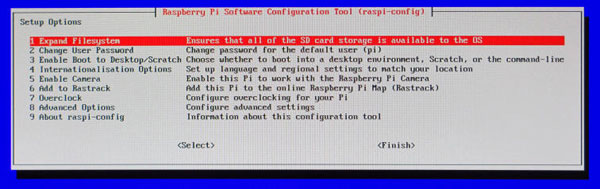 Raspberry Pi Software Configuration Tool (raspi-config)
Setup Options
1 Expand Filesystem Ensures that all of the SD card storage is available to the OS
2 Change User Password Change password for the default user (pi)
3 Enable Boot to Desktop/Scratch Choose whether to boot into a desktop environment, Scratch, or the command-line
4 Internationalisation Options Set up language and regional settings to match your location
5 Enable Camera Enable this Pi to work with the Raspberry Pi Camera
6 Add to Rastrack Add this Pi to the online Raspberry Pi Map (Rastrack)
7 Overclock Configure overclocking for your Pi
8 Advanced Options Configure advanced settings
9 About raspi-config Information about this configuration tool
<Select> <Finish>